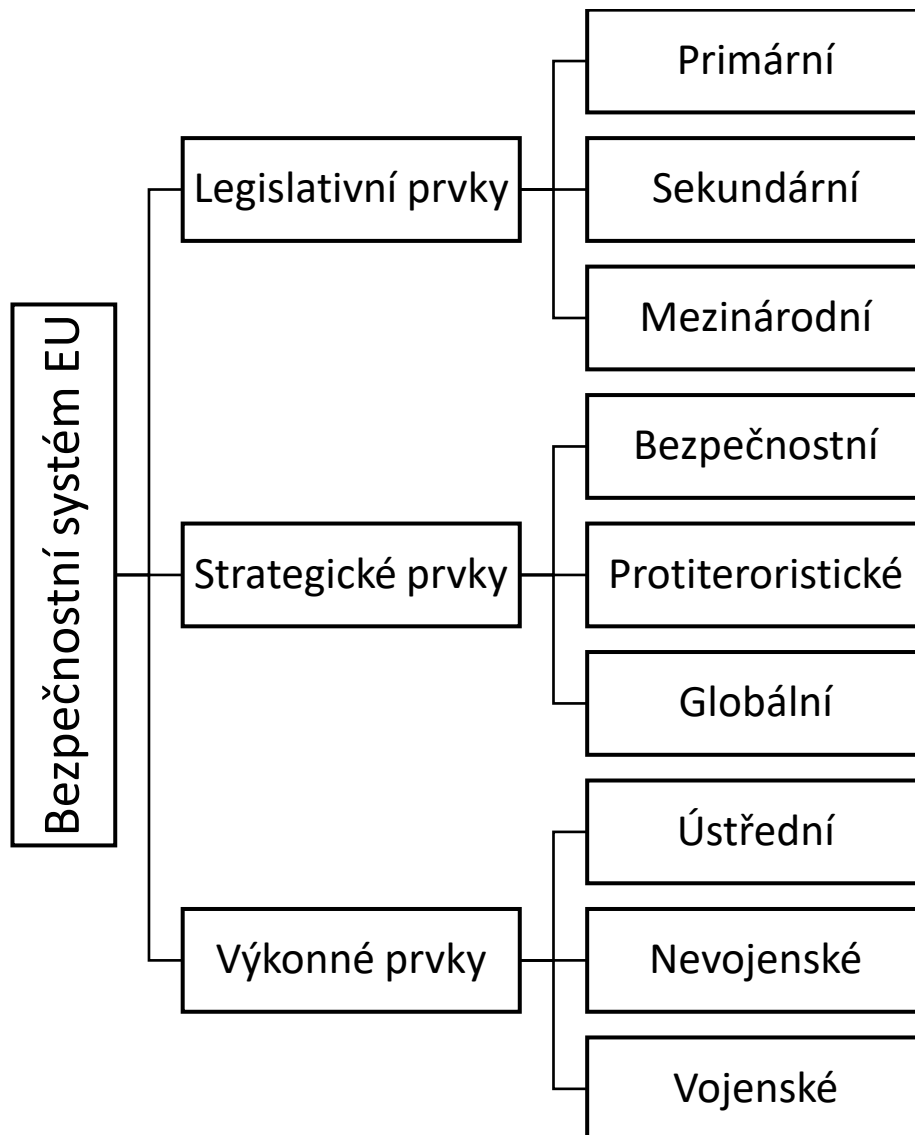 Bezpečnostní systém EU
Legislativní prvky
Primární
Sekundární
Mezinárodní
Strategické prvky
Bezpečnostní
Protiteroristické
Globální
Výkonné prvky
Ústřední
Nevojenské
Vojenské